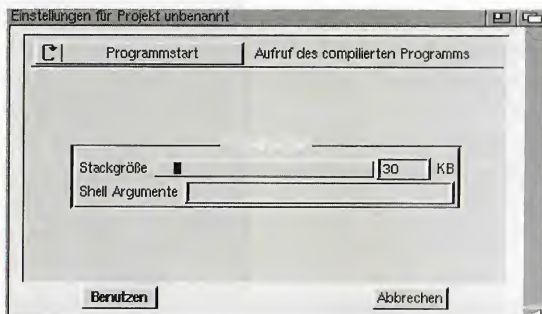 Einstellungen für Projekt unbenannt
Programmstart Aufruf des compilierten Programms
Stackgröße 30 KB
Shell Argumente
Benutzen Abbrechen